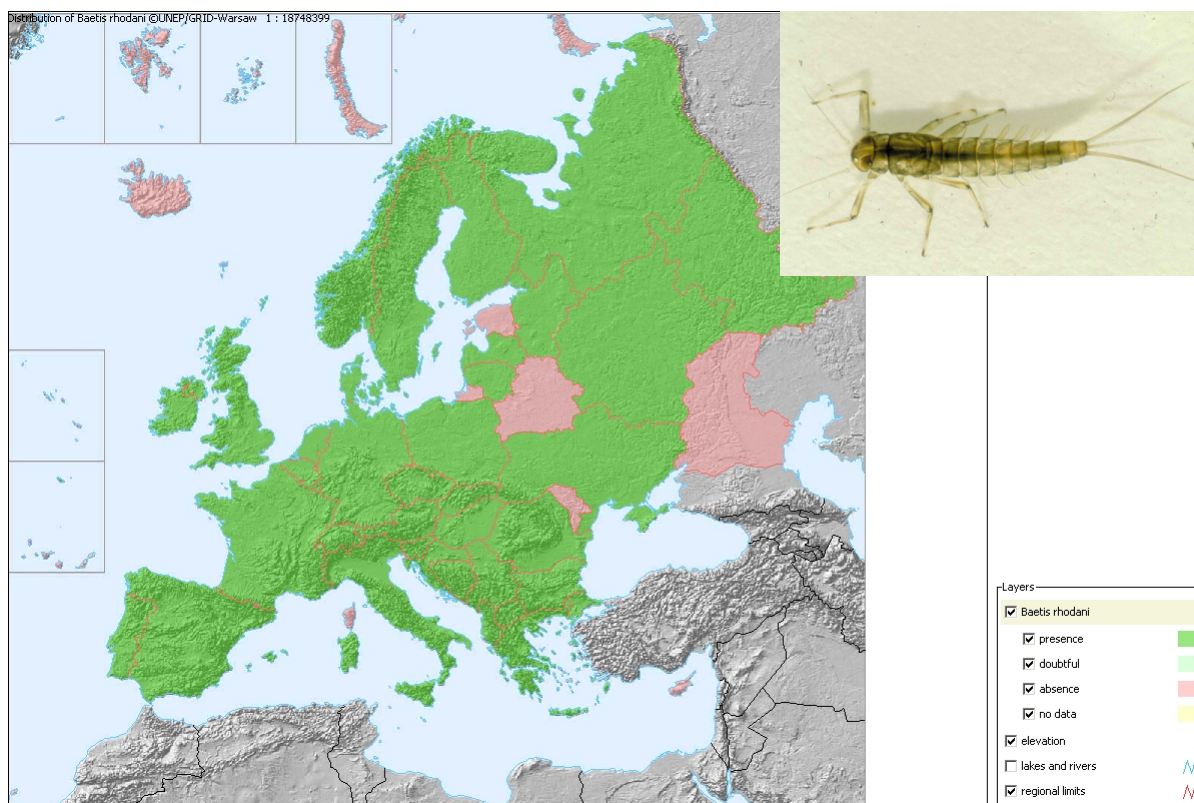 Distribution of Baetis rhodani ©UNEP/GRID-Warsaw 1 : 18748399
Layers
Baetis rhodani
presence
doubtful
absence
no data
elevation
lakes and rivers
regional limits